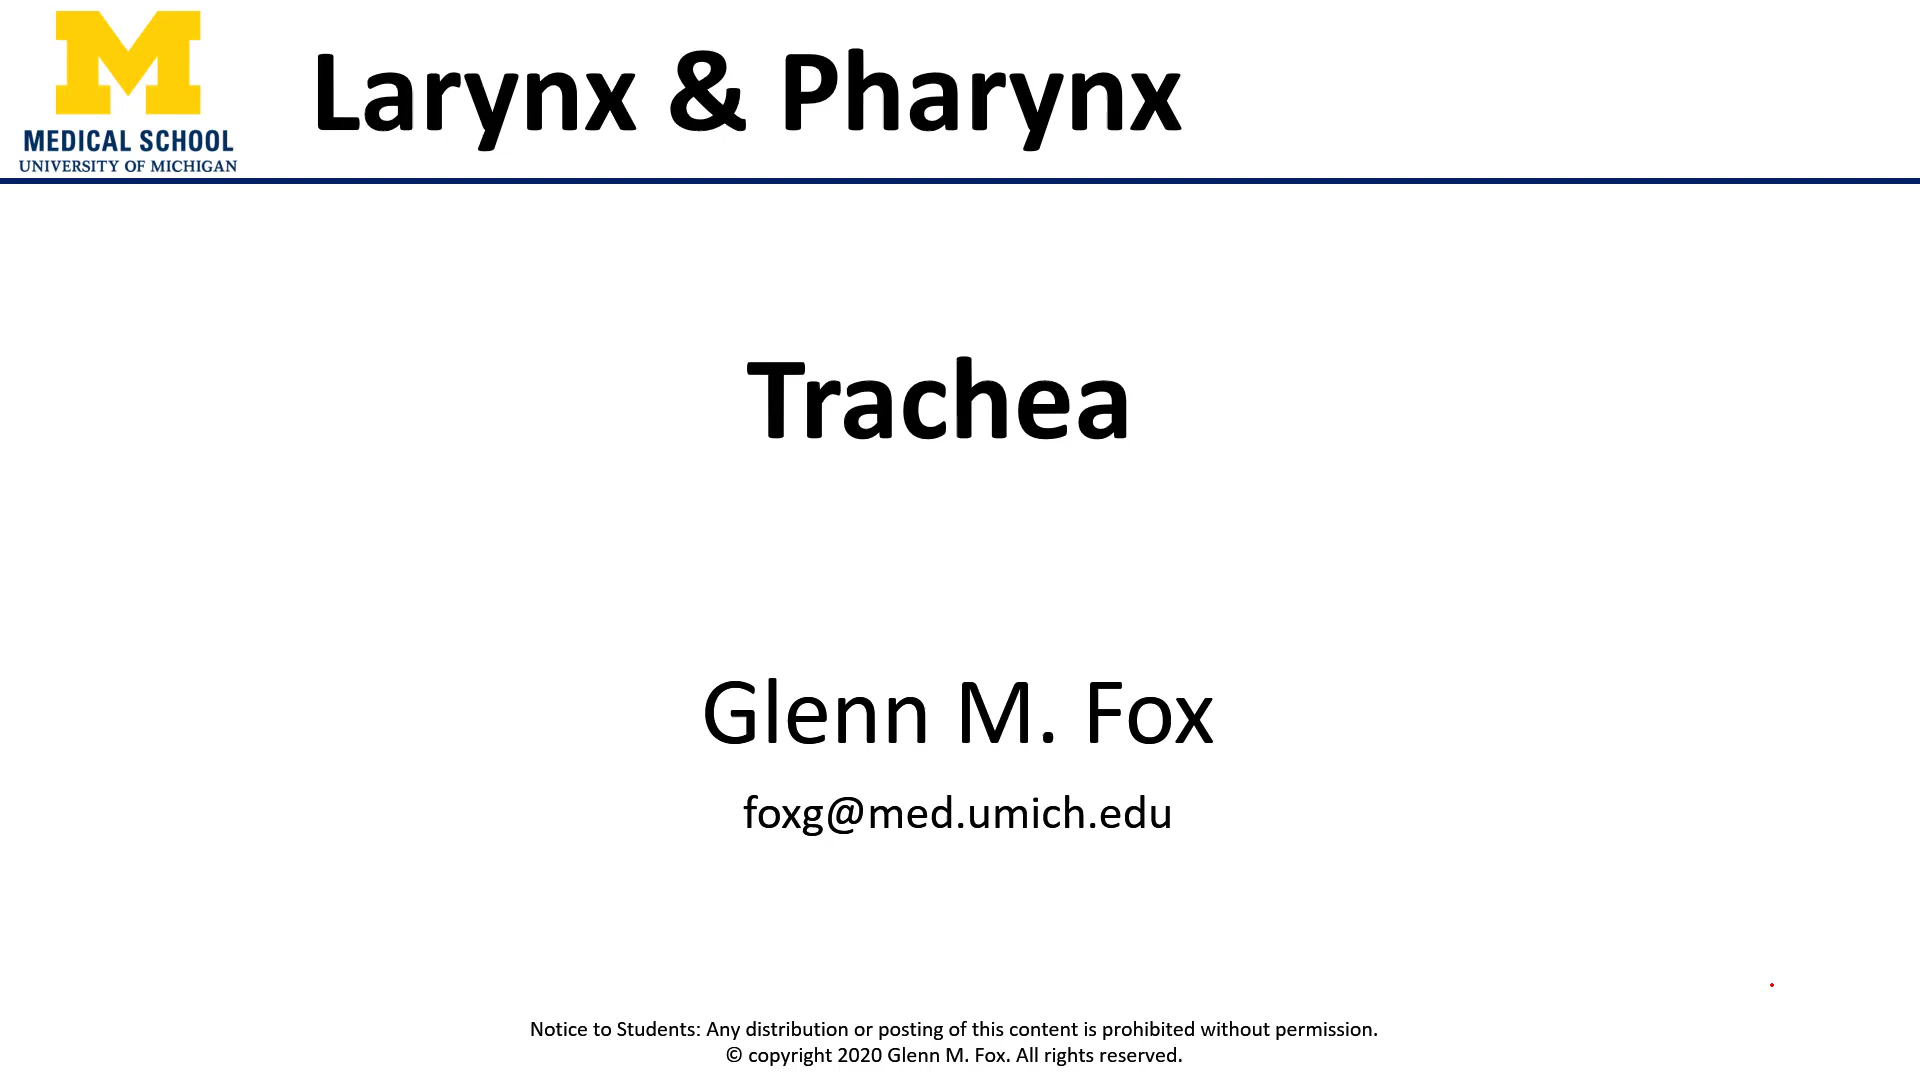 M
MEDICAL SCHOOL
UNIVERSITY OF MICHIGAN
Larynx & Pharynx
Trachea
Glenn M. Fox
foxg@med.umich.edu
Notice to Students: Any distribution or posting of this content is prohibited without permission.
© copyright 2020 Glenn M. Fox. All rights reserved.